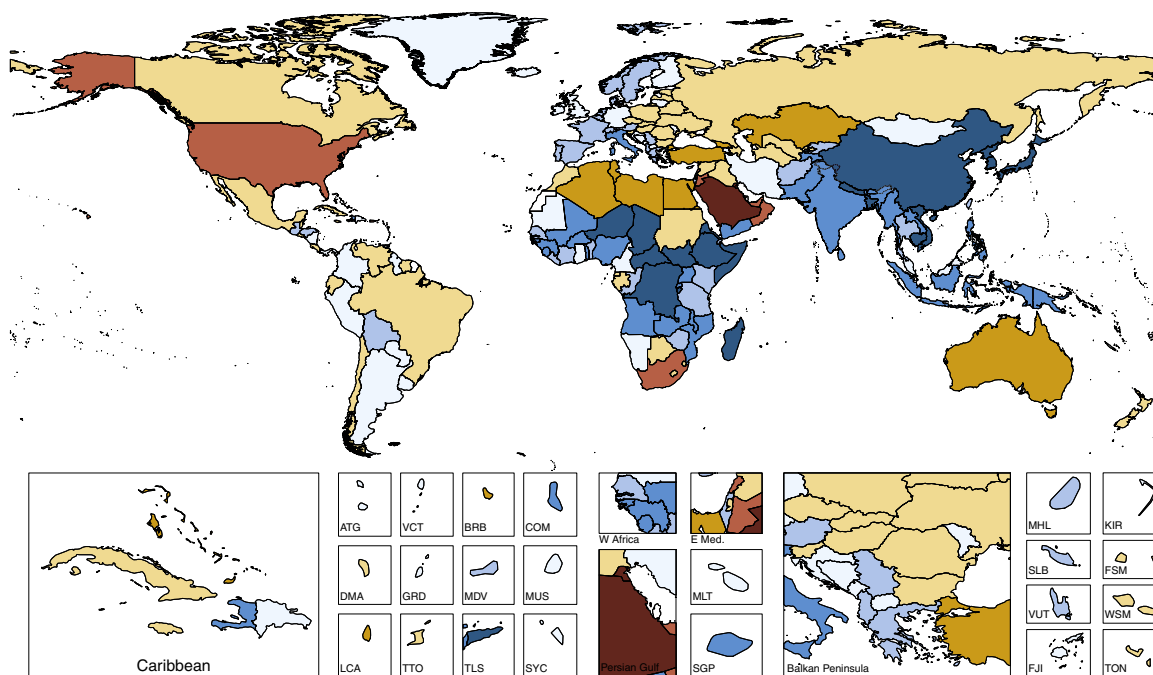 ATG
VCT
BRB
COM
W Africa
E Med.
MHL
KIR
DMA
GRD
MDV
MUS
MLT
SLB
FSM
VUT
WSM
Caribbean
LCA
TTO
TLS
SYC
Persian Gulf
SGP
Balkan Peninsula
FJI
TON